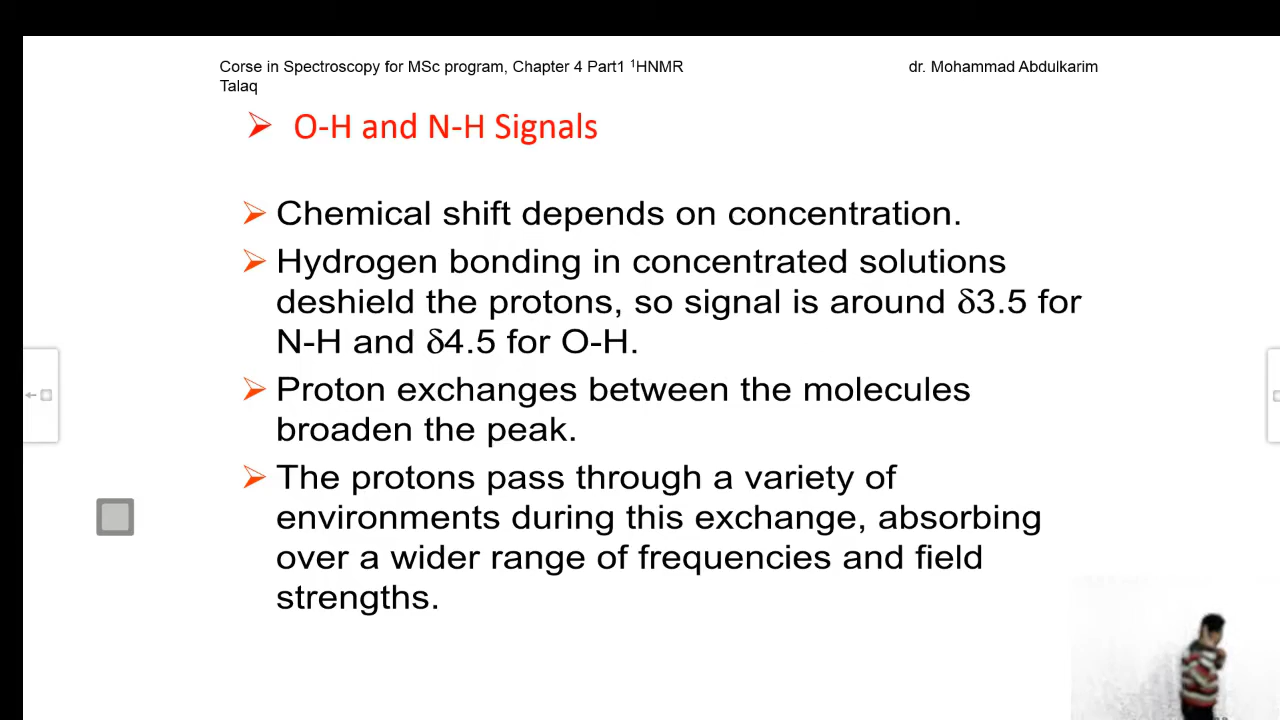 Corse in Spectroscopy for MSc program, Chapter 4 Part1 ¹HNMR dr. Mohammad Abdulkarim
Talaq
➢ O-H and N-H Signals
➢ Chemical shift depends on concentration.
➢ Hydrogen bonding in concentrated solutions
deshield the protons, so signal is around δ3.5 for
N-H and δ4.5 for O-H.
➢ Proton exchanges between the molecules
broaden the peak.
➢ The protons pass through a variety of
environments during this exchange, absorbing
over a wider range of frequencies and field
strengths.